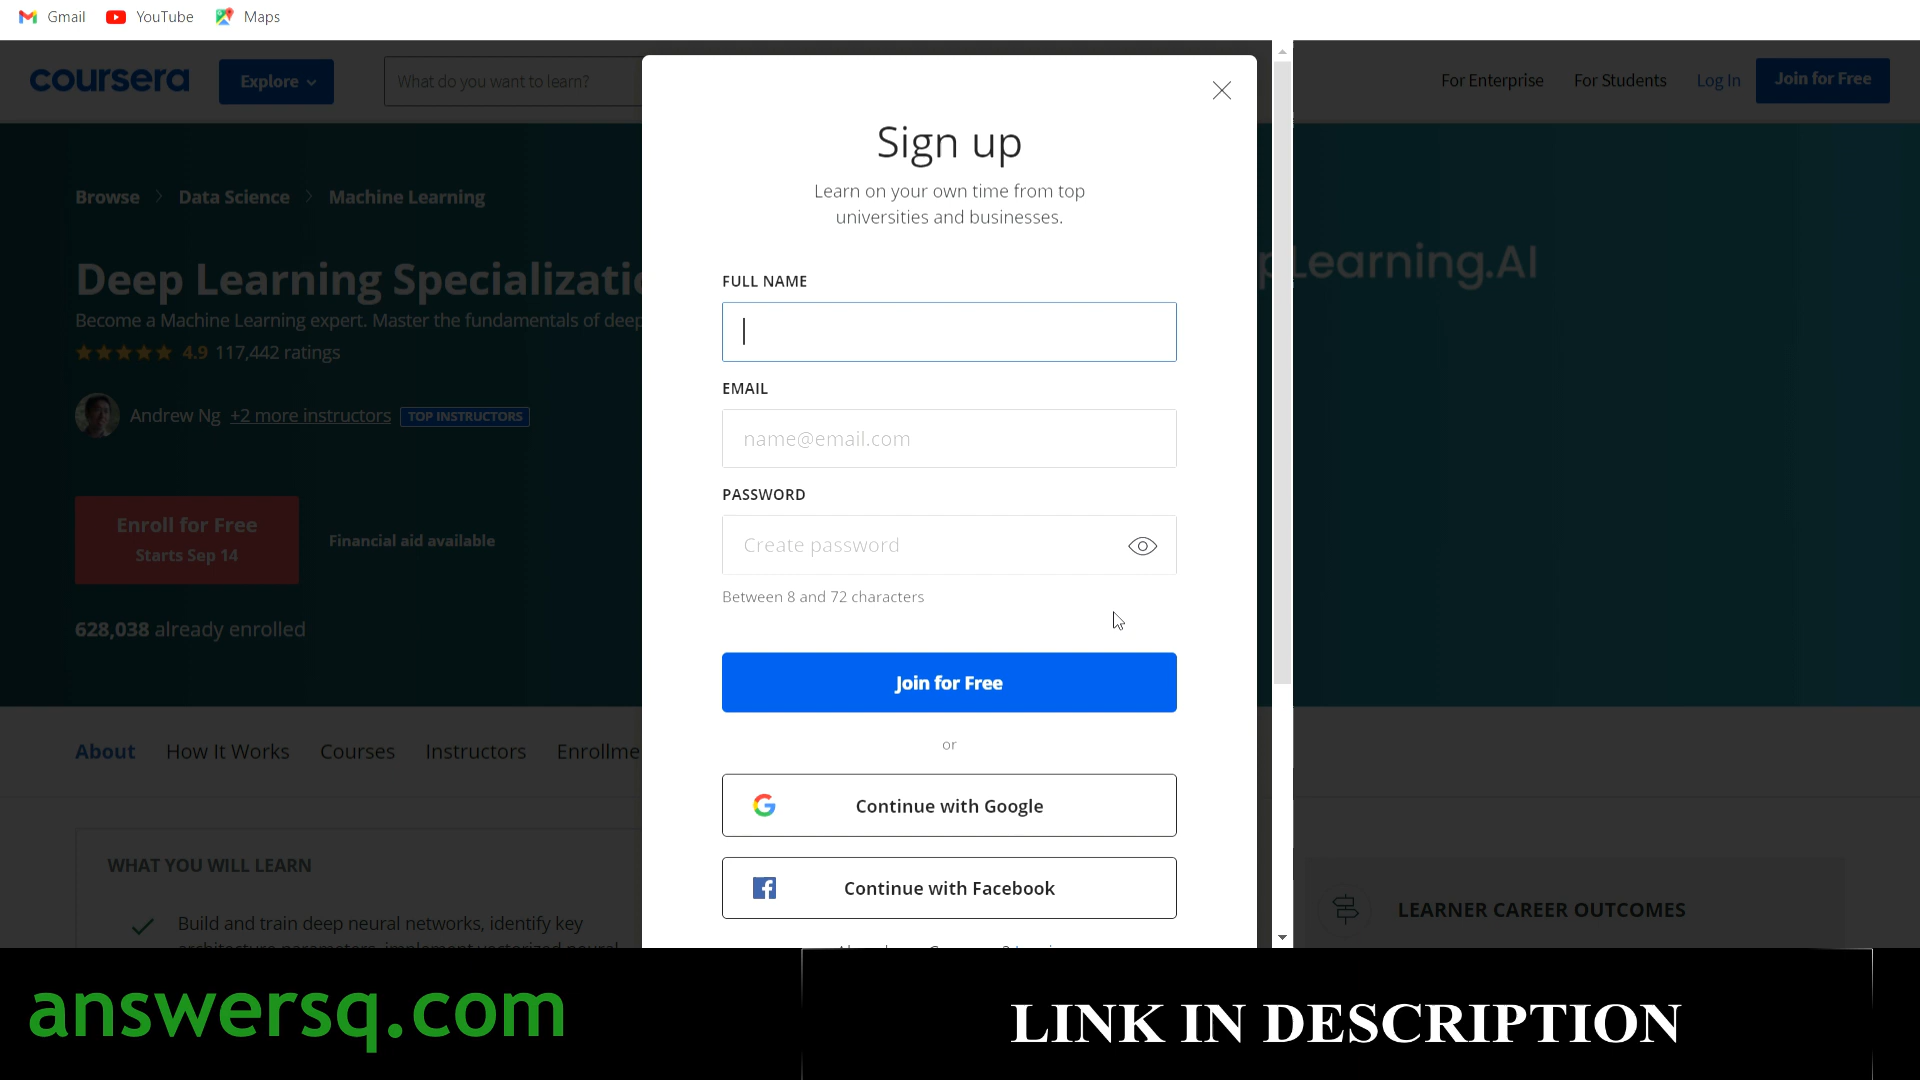 Gmail YouTube Maps
coursera Explore What do you want to learn? For Enterprise For Students Log In Join for Free
Sign up
Learn on your own time from top
universities and businesses.
Browse Data Science Machine Learning
Deep Learning Specializatio
Become a Machine Learning expert. Master the fundamentals of deep
4.9 117,442 ratings
Andrew Ng +2 more instructors TOP INSTRUCTORS
Enroll for Free
Starts Sep 14
Financial aid available
628,038 already enrolled
pLearning.AI
FULL NAME
EMAIL
name@email.com
PASSWORD
Create password
Between 8 and 72 characters
Join for Free
or
Continue with Google
Continue with Facebook
About How It Works Courses Instructors Enrollme
WHAT YOU WILL LEARN
Build and train deep neural networks, identify key
LEARNER CAREER OUTCOMES
answersq.com
LINK IN DESCRIPTION